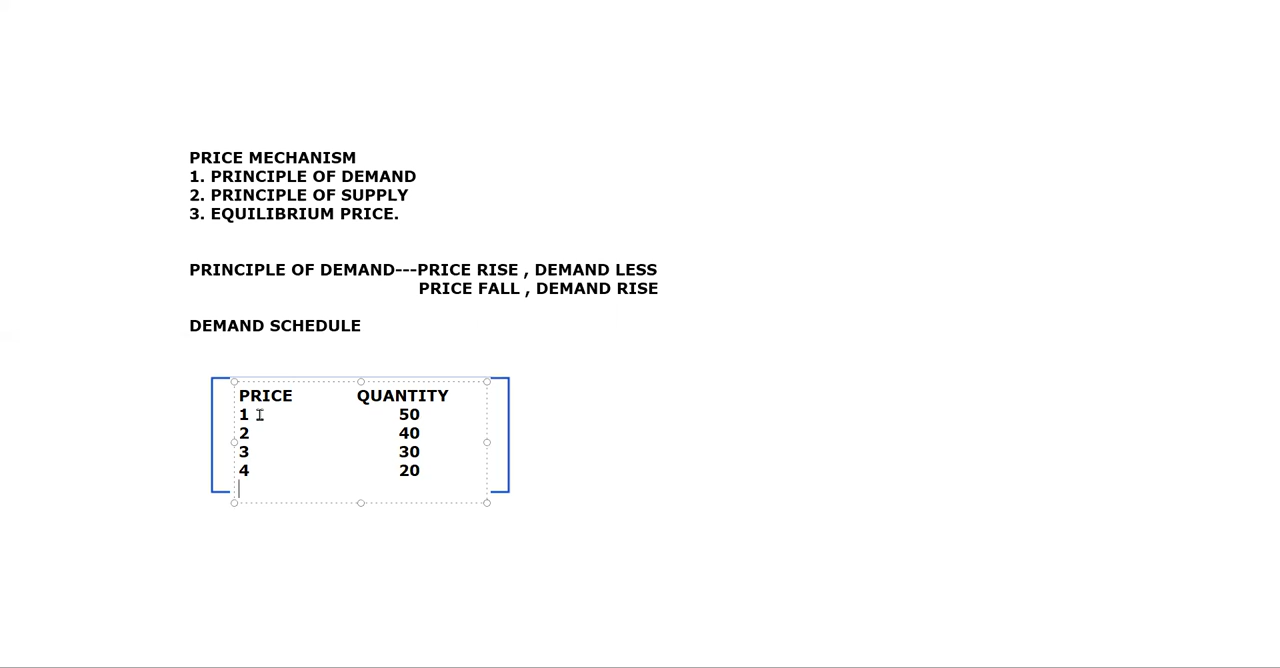 PRICE MECHANISM
1. PRINCIPLE OF DEMAND
2. PRINCIPLE OF SUPPLY
3. EQUILIBRIUM PRICE.
PRINCIPLE OF DEMAND---PRICE RISE , DEMAND LESS
PRICE FALL , DEMAND RISE
DEMAND SCHEDULE
PRICE QUANTITY
1 50
2 40
3 30
4 20